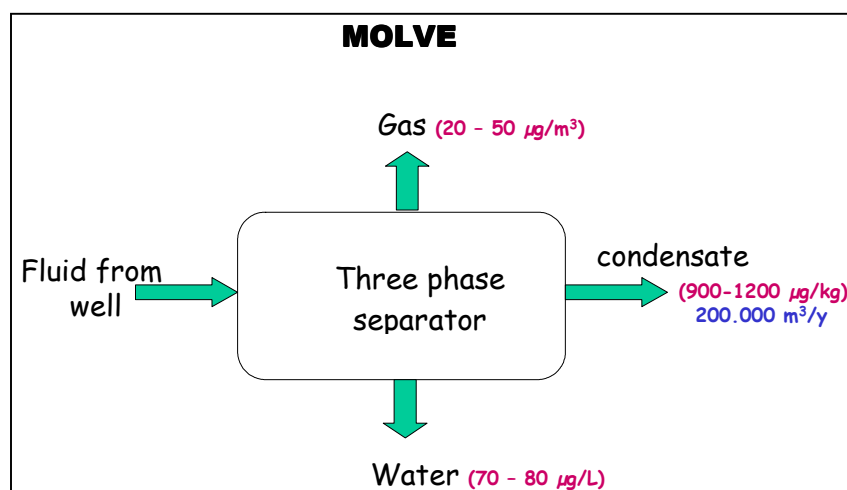 MOLVE
Gas (20 - 50 µg/m³)
Fluid from
well
Three phase
separator
condensate
(900-1200 µg/kg)
200.000 m³/y
Water (70 - 80 µg/L)